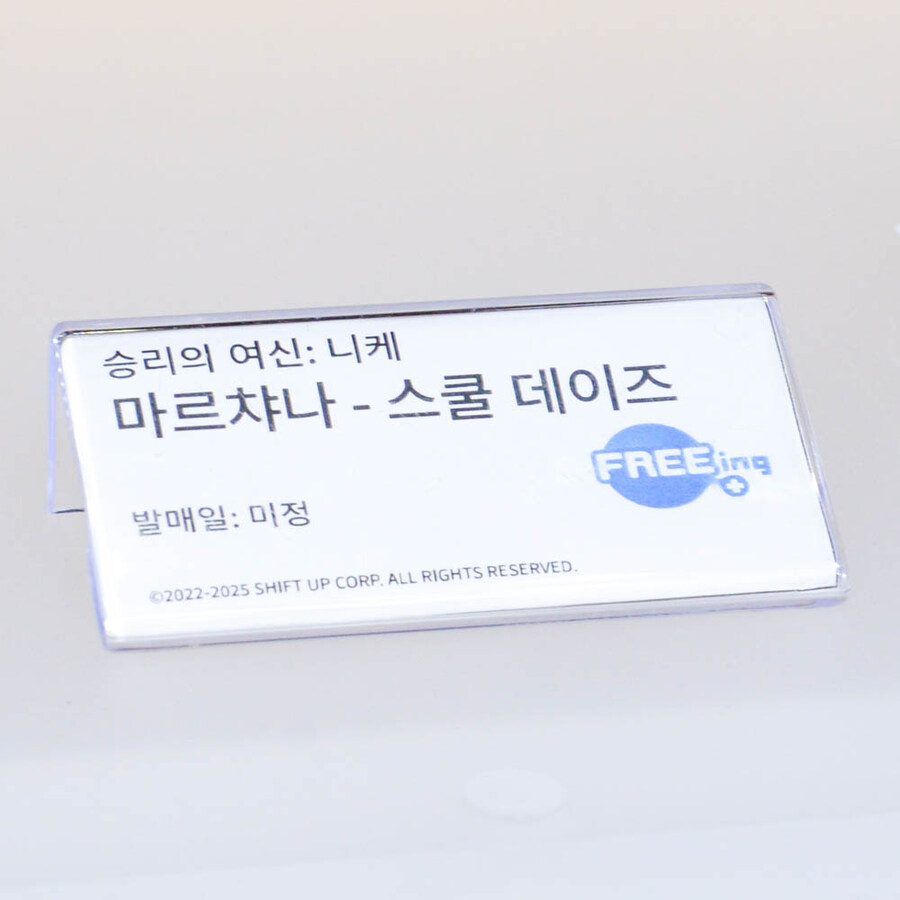 승리의 여신: 니케
마르챠나 - 스쿨 데이즈
FREEing
발매일: 미정
©2022-2025 SHIFT UP CORP. ALL RIGHTS RESERVED.